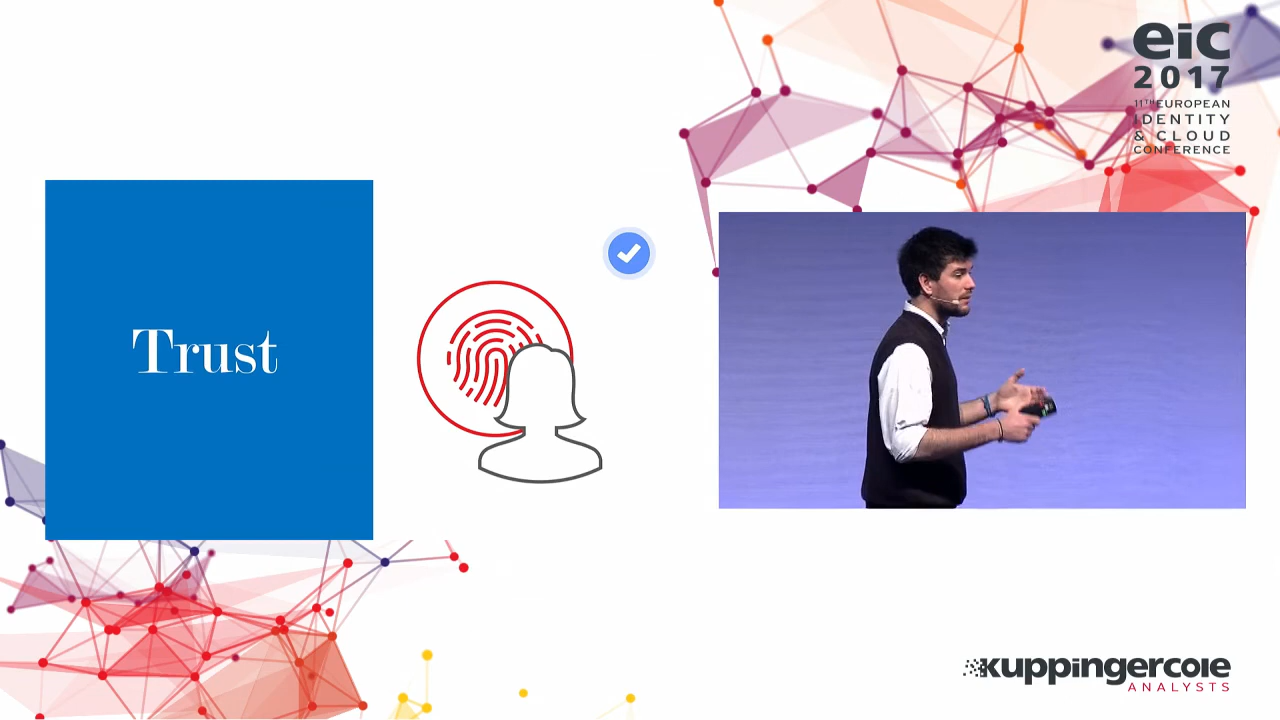 eic
2017
11TH EUROPEAN
IDENTITY
& CLOUD
CONFERENCE
Trust
kuppingercole
ANALYSTS